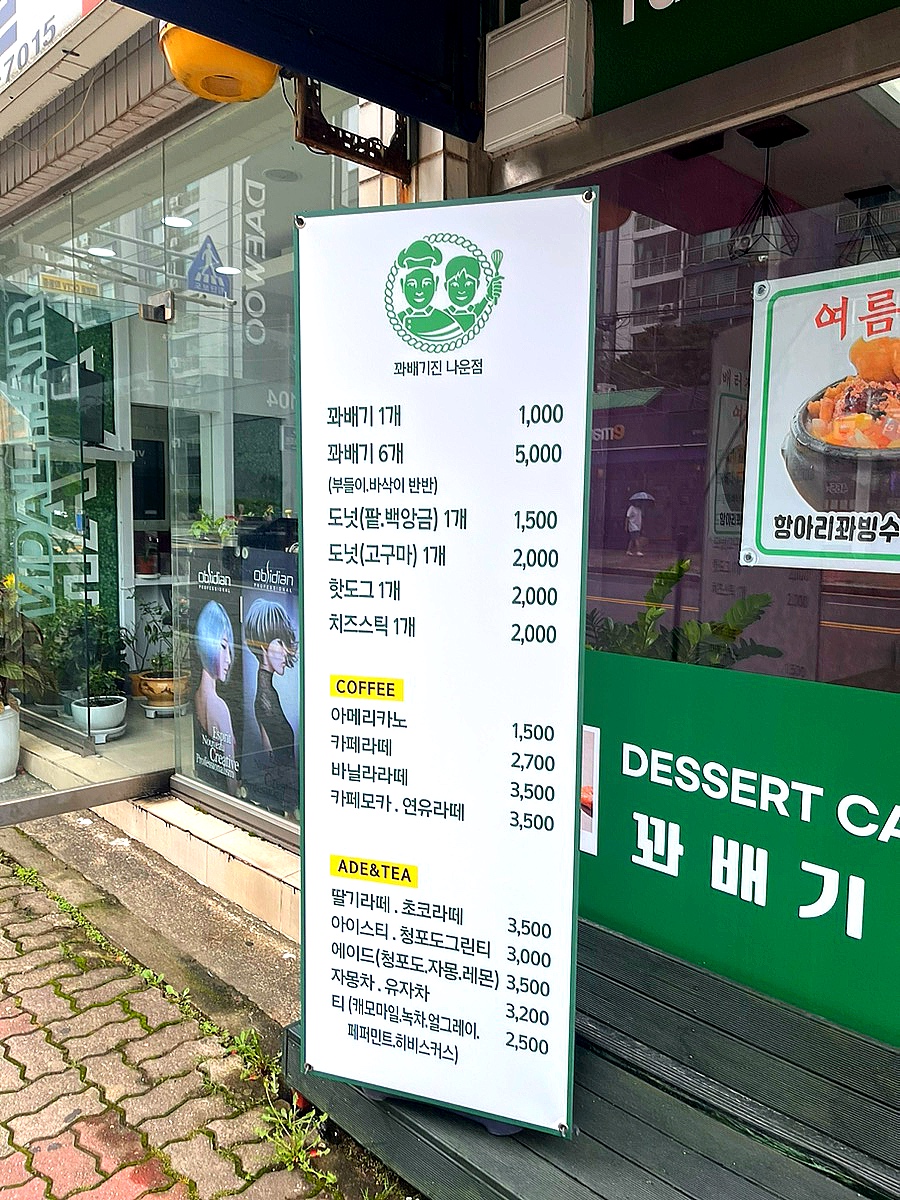 7015
DAEWOO
VIDAL HAIR
obsidian
PROFESSIONAL
obsidian
PROFESSIONAL
Esprit
Nouveau
Creative
Professionalism
꽈배기진 나운점
꽈배기 1개 1,000
꽈배기 6개 5,000
(부들이.바삭이 반반)
도넛(팥.백앙금) 1개 1,500
도넛(고구마) 1개 2,000
핫도그 1개 2,000
치즈스틱 1개 2,000
COFFEE
아메리카노 1,500
카페라떼 2,700
바닐라라떼 3,500
카페모카 . 연유라떼 3,500
ADE&TEA
딸기라떼 . 초코라떼 3,500
아이스티 . 청포도그린티 3,000
에이드(청포도.자몽.레몬) 3,500
자몽차 . 유자차 3,200
티 (캐모마일.녹차.얼그레이. 2,500
페퍼민트.히비스커스)
여름
항아리꽈빙수
DESSERT CA
꽈배기